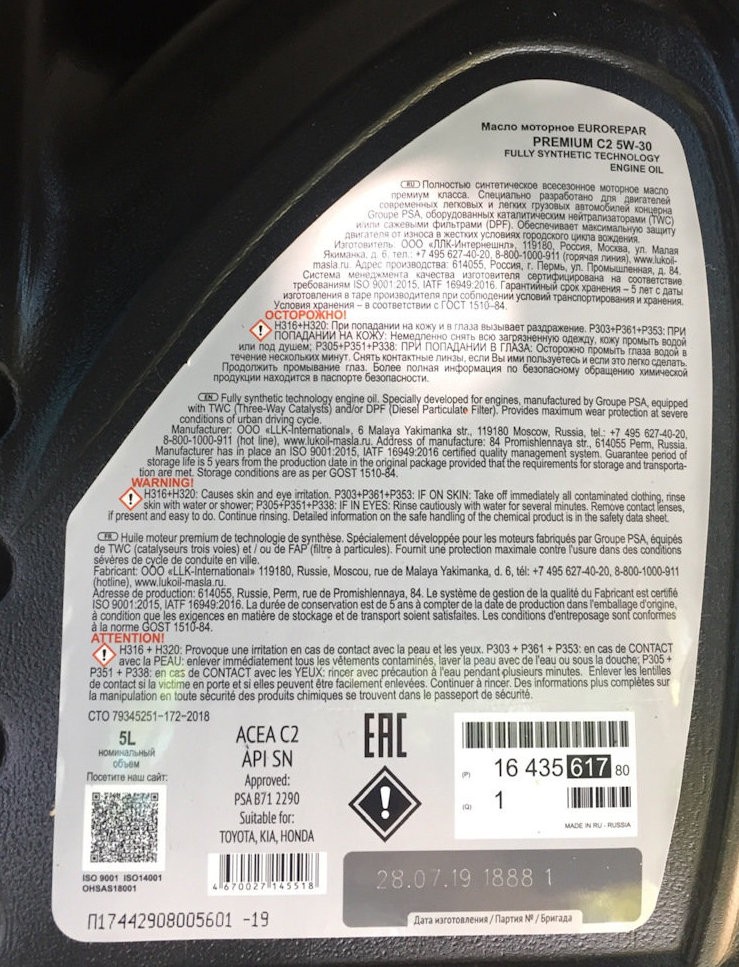 Масло моторное EUROREPAR
PREMIUM C2 5W-30
FULLY SYNTHETIC TECHNOLOGY
ENGINE OIL
RU Полностью синтетическое всесезонное моторное масло
премиум класса. Специально разработано для двигателей
современных легковых и легких грузовых автомобилей концерна
Groupe PSA, оборудованных каталитическим нейтрализаторами (TWC)
и/или сажевыми фильтрами (DPF). Обеспечивает максимальную защиту
двигателя от износа в жестких условиях городского цикла вождения.
Изготовитель: ООО «ЛЛК-Интернешнл», 119180, Россия, Москва, ул. Малая
Якиманка, д. 6, тел.: +7 495 627-40-20, 8-800-1000-911 (горячая линия), www.lukoil-
masla.ru. Адрес производства: 614055, Россия, г. Пермь, ул. Промышленная, д. 84.
Система менеджмента качества изготовителя сертифицирована на соответствие
требованиям ISO 9001:2015, IATF 16949:2016. Гарантийный срок хранения – 5 лет с даты
изготовления в таре производителя при соблюдении условий транспортирования и хранения.
Условия хранения – в соответствии с ГОСТ 1510-84.
ОСТОРОЖНО!
H316+H320: При попадании на кожу и в глаза вызывает раздражение. P303+P361+P353: ПРИ
ПОПАДАНИИ НА КОЖУ: Немедленно снять всю загрязненную одежду, кожу промыть водой
или под душем; P305+P351+P338: ПРИ ПОПАДАНИИ В ГЛАЗА: Осторожно промыть глаза водой в
течение нескольких минут. Снять контактные линзы, если Вы ими пользуетесь и если это легко сделать.
Продолжить промывание глаз. Более полная информация по безопасному обращению химической
продукции находится в паспорте безопасности.
EN Fully synthetic technology engine oil. Specially developed for engines, manufactured by Groupe PSA, equipped
with TWC (Three-Way Catalysts) and/or DPF (Diesel Particulate Filter). Provides maximum wear protection at severe
conditions of urban driving cycle.
Manufacturer: OOO «LLK-International», 6 Malaya Yakimanka str., 119180 Moscow, Russia, tel.: +7 495 627-40-20,
8-800-1000-911 (hot line), www.lukoil-masla.ru. Address of manufacture: 84 Promishlennaya str., 614055 Perm, Russia.
Manufacturer has in place an ISO 9001:2015, IATF 16949:2016 certified quality management system. Guarantee period of
storage life is 5 years from the production date in the original package provided that the requirements for storage and transporta-
tion are met. Storage conditions are as per GOST 1510-84.
WARNING!
H316+H320: Causes skin and eye irritation. P303+P361+P353: IF ON SKIN: Take off immediately all contaminated clothing, rinse
skin with water or shower; P305+P351+P338: IF IN EYES: Rinse cautiously with water for several minutes. Remove contact lenses,
if present and easy to do. Continue rinsing. Detailed information on the safe handling of the chemical product is in the safety data sheet.
FR Huile moteur premium de technologie de synthèse. Spécialement développée pour les moteurs fabriqués par Groupe PSA, équipés
de TWC (catalyseurs trois voies) et / ou de FAP (filtre à particules). Fournit une protection maximale contre l'usure dans des conditions
sévères de cycle de conduite en ville.
Fabricant: OOO «LLK-International» 119180, Russie, Moscou, rue de Malaya Yakimanka, d. 6, tél: +7 495 627-40-20, 8-800-1000-911
(hotline), www.lukoil-masla.ru.
Adresse de production: 614055, Russie, Perm, rue de Promishlennaya, 84. Le système de gestion de la qualité du Fabricant est certifié
ISO 9001:2015, IATF 16949:2016. La durée de conservation est de 5 ans à compter de la date de production dans l'emballage d'origine,
à condition que les exigences en matière de stockage et de transport soient satisfaites. Les conditions d'entreposage sont conformes
à la norme GOST 1510-84.
ATTENTION!
H316 + H320: Provoque une irritation en cas de contact avec la peau et les yeux. P303 + P361 + P353: en cas de CONTACT
avec la PEAU: enlever immédiatement tous les vêtements contaminés, laver la peau avec de l'eau ou sous la douche; P305 +
P351 + P338: en cas de CONTACT avec les YEUX: rincer avec précaution à l'eau pendant plusieurs minutes. Enlever les lentilles
de contact si la victime en porte et si elles peuvent être facilement enlevées. Continuer à rincer. Des informations plus complètes sur
la manipulation en toute sécurité des produits chimiques se trouvent dans le passeport de sécurité.
СТО 79345251-172-2018
5L
номинальный
объем
Посетите наш сайт:
ISO 9001 ISO14001
OHSAS18001
ACEA C2
API SN
Approved:
PSA B71 2290
Suitable for:
TOYOTA, KIA, HONDA
4 670027 145518
EAC
(P) 16 435 617 80
(Q) 1
MADE IN RU - RUSSIA
28.07.19 1888 1
Дата изготовления / Партия № / Бригада
П17442908005601 -19